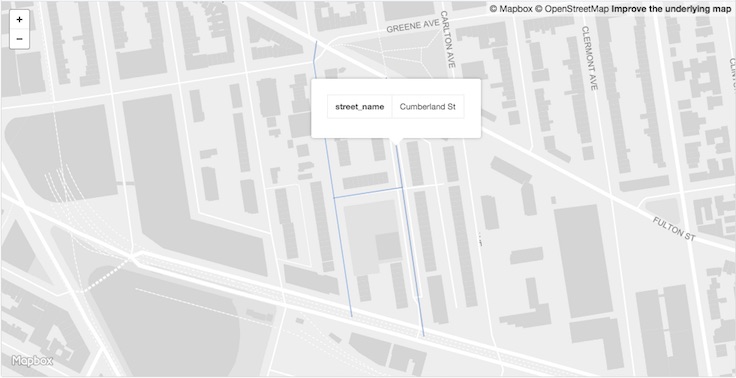 +
−
© Mapbox © OpenStreetMap Improve the underlying map
GREENE AVE
CARLTON AVE
CLERMONT AVE
street_name Cumberland St
FULTON ST
Mapbox